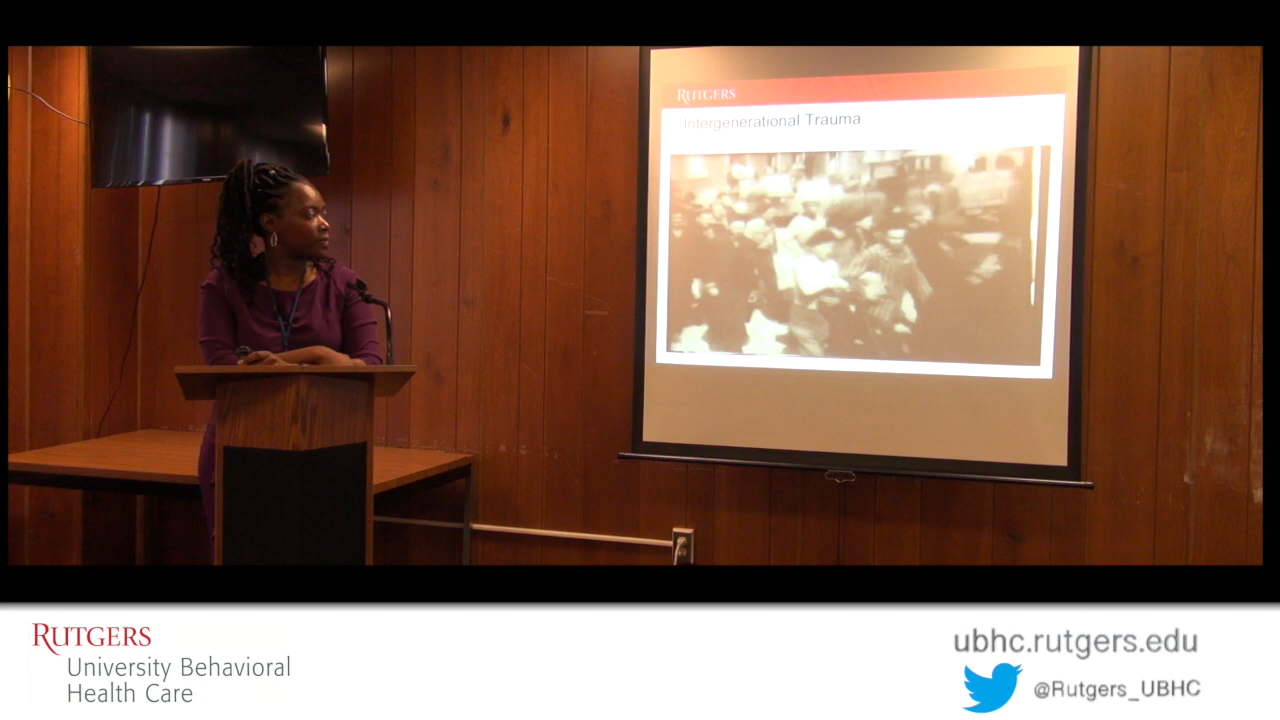 RUTGERS
Intergenerational Trauma
RUTGERS
University Behavioral
Health Care
ubhc.rutgers.edu
@Rutgers_UBHC